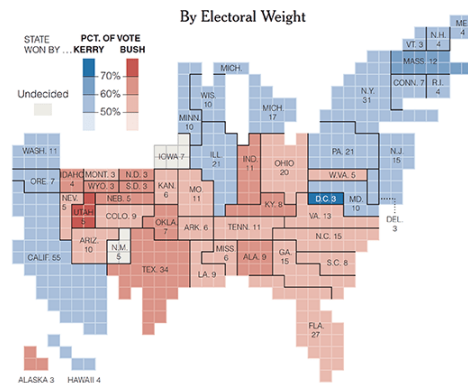 By Electoral Weight
STATE
WON BY ...
PCT. OF VOTE
KERRY BUSH
70%
60%
50%
Undecided
ME.
4
N.H.
4
VT. 3
MASS. 12
CONN. 7
R.I.
4
N.Y.
31
MICH.
WIS.
10
MICH.
17
MINN.
10
WASH. 11
IOWA 7
ILL.
21
IND.
11
OHIO
20
PA. 21
N.J.
15
ORE. 7
IDAHO
4
MONT. 3
N.D. 3
WYO. 3
S.D. 3
KAN.
6
MO.
11
W.VA. 5
NEV.
5
UTAH
5
NEB. 5
KY. 8
D.C. 3
MD.
10
DEL.
3
COLO. 9
OKLA.
7
ARK. 6
TENN. 11
VA. 13
N.C. 15
ARIZ.
10
N.M.
5
MISS.
6
CALIF. 55
TEX. 34
LA. 9
ALA. 9
GA.
15
S.C. 8
FLA.
27
ALASKA 3
HAWAII 4